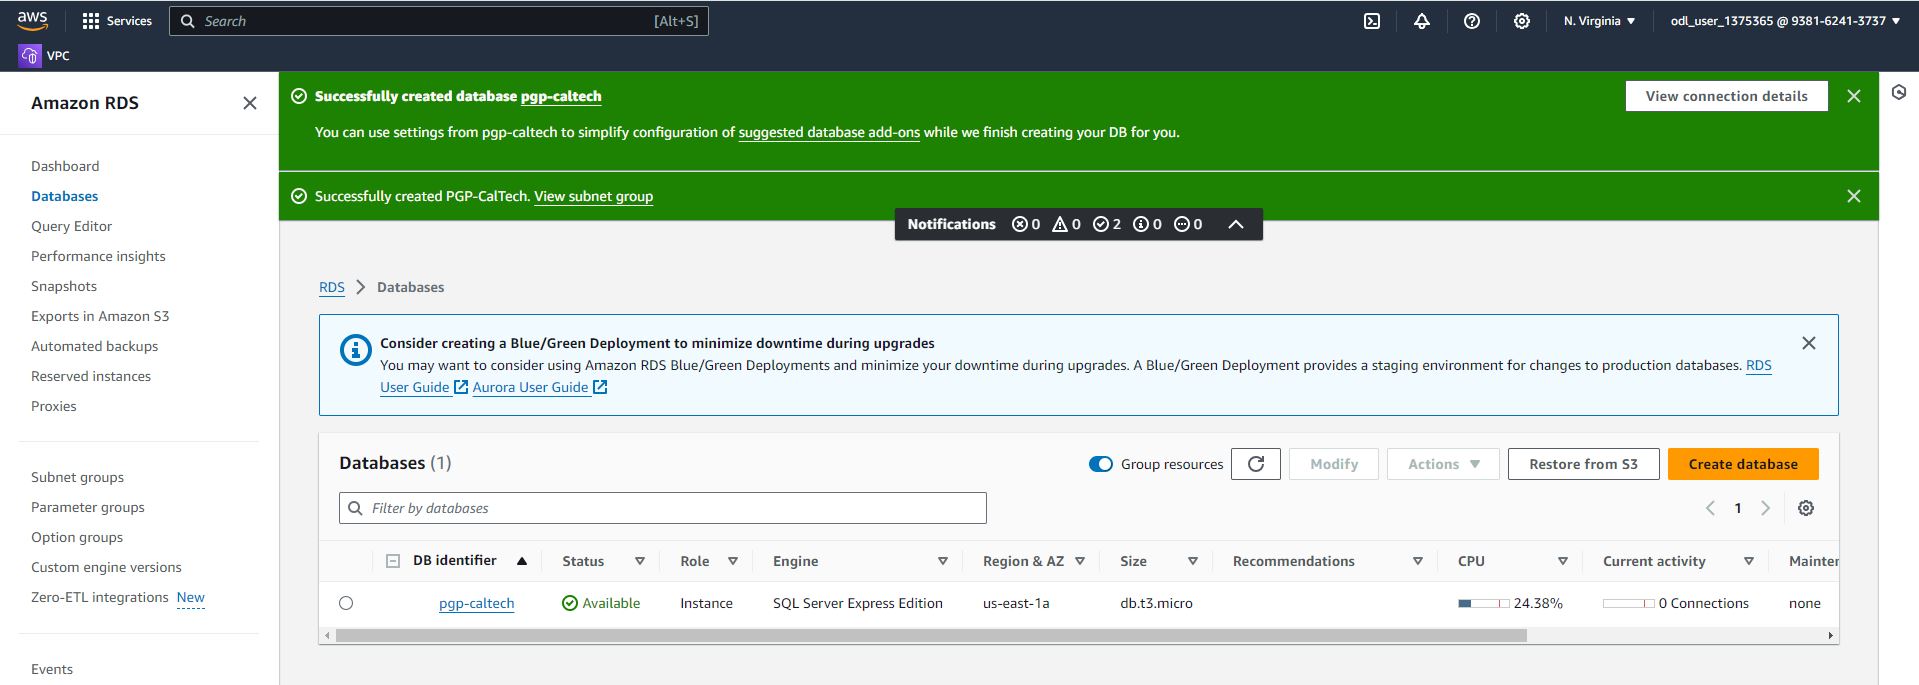 aws
Services
Search [Alt+S]
N. Virginia
odl_user_1375365 @ 9381-6241-3737
VPC
Amazon RDS
Dashboard
Databases
Query Editor
Performance insights
Snapshots
Exports in Amazon S3
Automated backups
Reserved instances
Proxies
Subnet groups
Parameter groups
Option groups
Custom engine versions
Zero-ETL integrations New
Events
Successfully created database pgp-caltech
View connection details
You can use settings from pgp-caltech to simplify configuration of suggested database add-ons while we finish creating your DB for you.
Successfully created PGP-CalTech. View subnet group
Notifications 0 0 2 0 0
RDS > Databases
Consider creating a Blue/Green Deployment to minimize downtime during upgrades
You may want to consider using Amazon RDS Blue/Green Deployments and minimize your downtime during upgrades. A Blue/Green Deployment provides a staging environment for changes to production databases. RDS
User Guide Aurora User Guide
Databases (1)
Group resources
Modify
Actions
Restore from S3
Create database
Filter by databases
1
DB identifier Status Role Engine Region & AZ Size Recommendations CPU Current activity Mainter
pgp-caltech Available Instance SQL Server Express Edition us-east-1a db.t3.micro 24.38% 0 Connections none